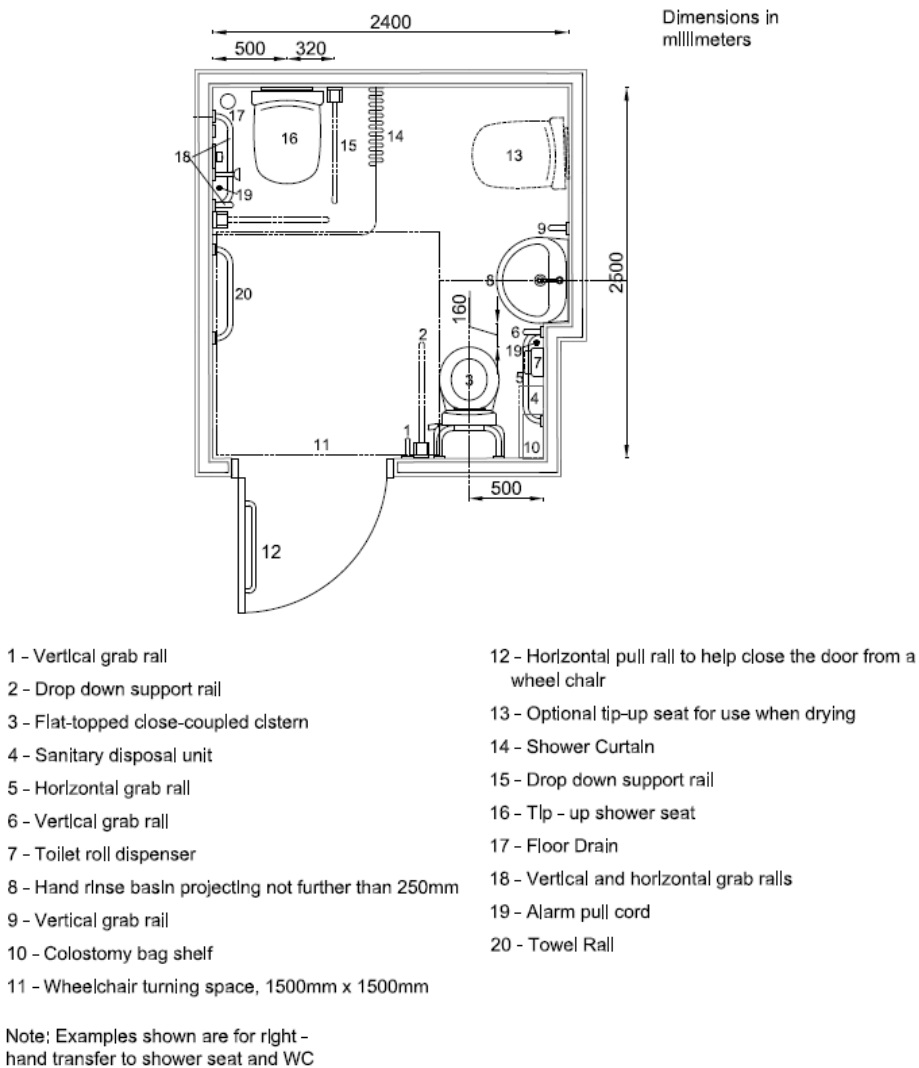 Dimensions in
millimeters
2400
500 320
17
16
15
14
13
18
19
9
20
8
2500
160
2
6
19
7
3
5
4
1
11
10
500
12
1 - Vertical grab rail
2 - Drop down support rail
3 - Flat-topped close-coupled cistern
4 - Sanitary disposal unit
5 - Horizontal grab rail
6 - Vertical grab rail
7 - Toilet roll dispenser
8 - Hand rinse basin projecting not further than 250mm
9 - Vertical grab rail
10 - Colostomy bag shelf
11 - Wheelchair turning space, 1500mm x 1500mm
12 - Horizontal pull rail to help close the door from a
wheel chair
13 - Optional tip-up seat for use when drying
14 - Shower Curtain
15 - Drop down support rail
16 - Tip - up shower seat
17 - Floor Drain
18 - Vertical and horizontal grab rails
19 - Alarm pull cord
20 - Towel Rail
Note; Examples shown are for right -
hand transfer to shower seat and WC